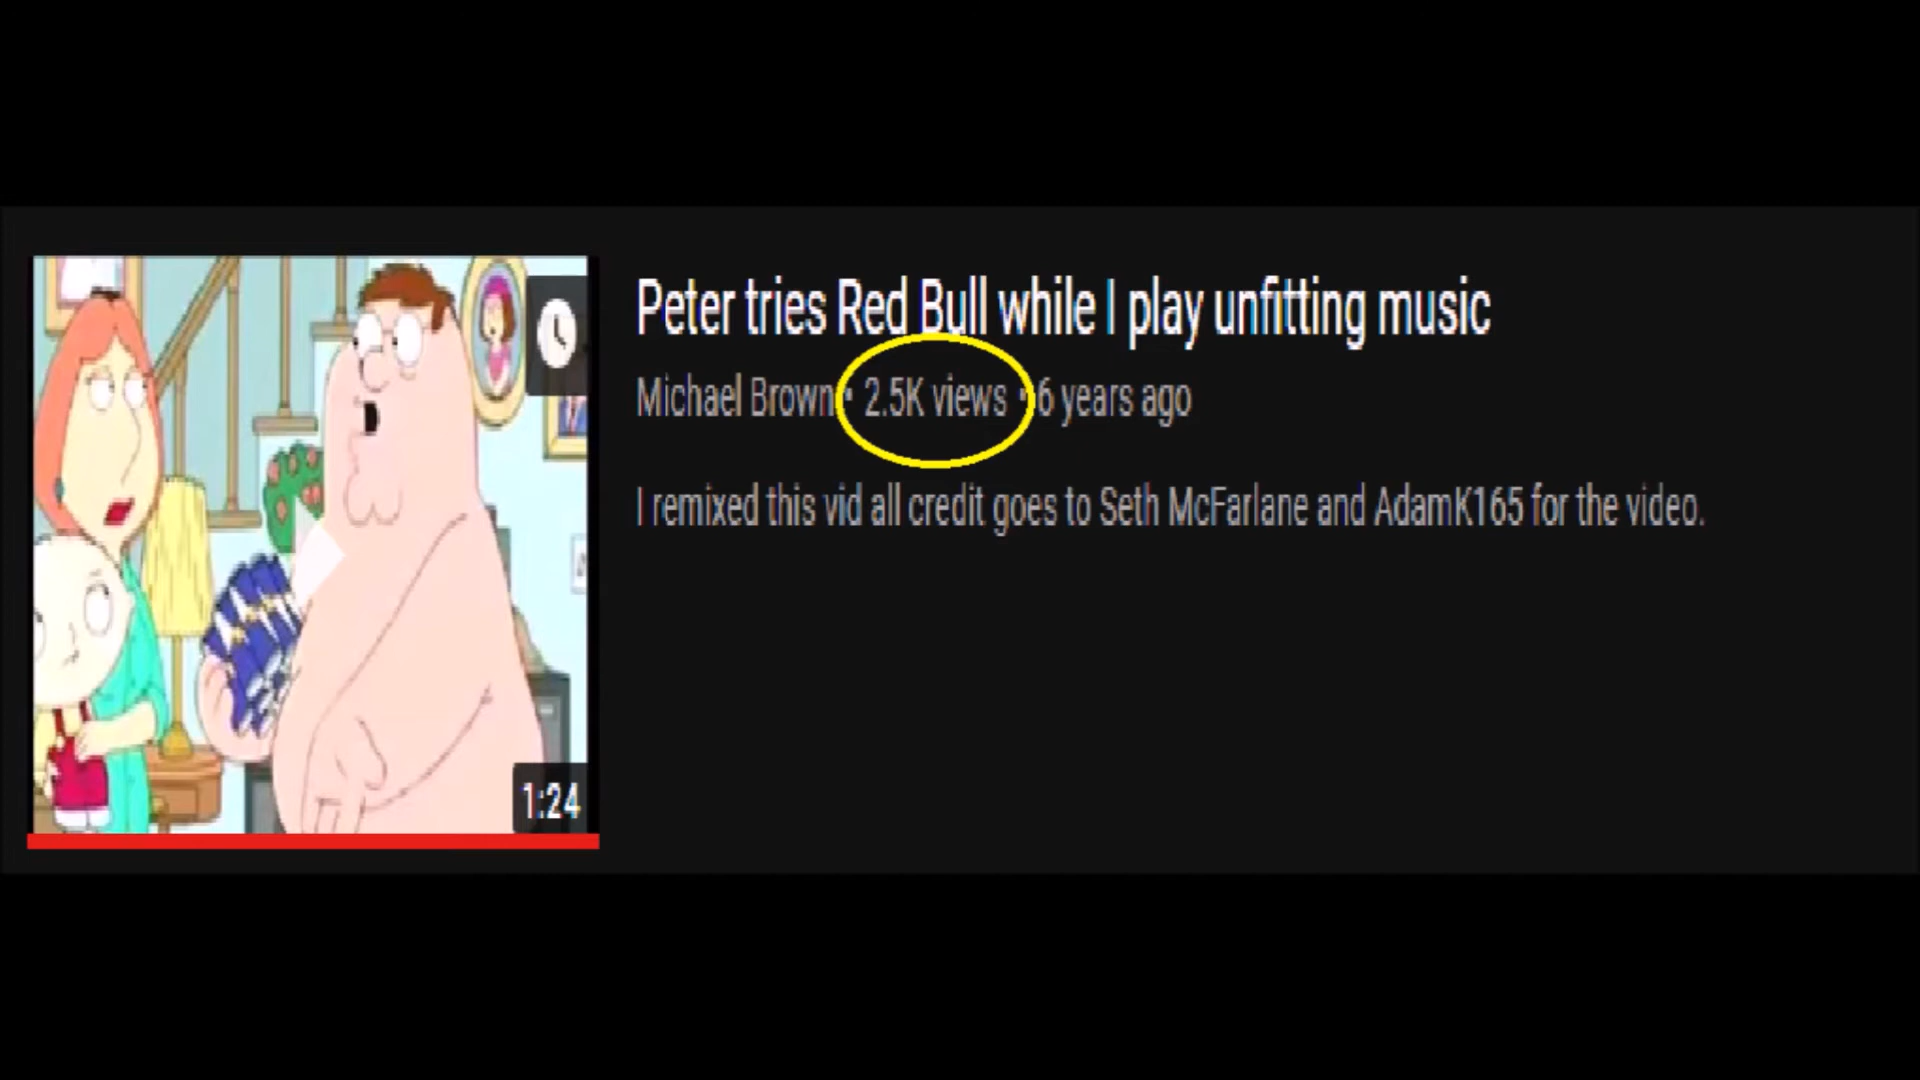 Peter tries Red Bull while I play unfitting music
Michael Brown • 2.5K views • 6 years ago
I remixed this vid all credit goes to Seth McFarlane and AdamK165 for the video.
1:24